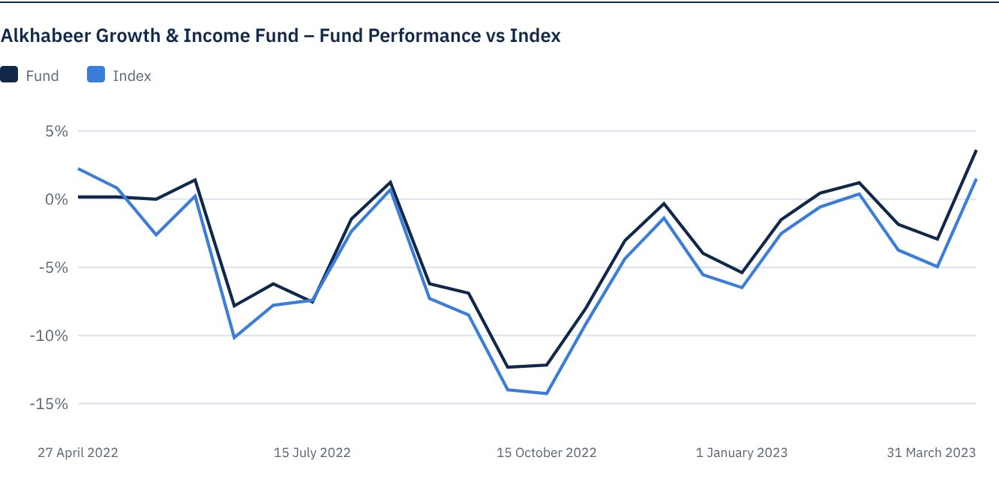 Alkhabeer Growth & Income Fund – Fund Performance vs Index
Fund Index
5%
0%
-5%
-10%
-15%
27 April 2022 15 July 2022 15 October 2022 1 January 2023 31 March 2023